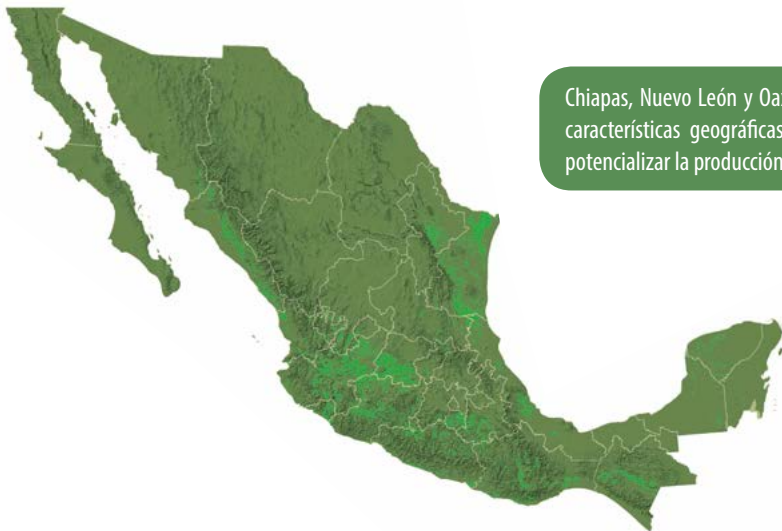 Chiapas, Nuevo León y
características geográficas
potencializar la producción